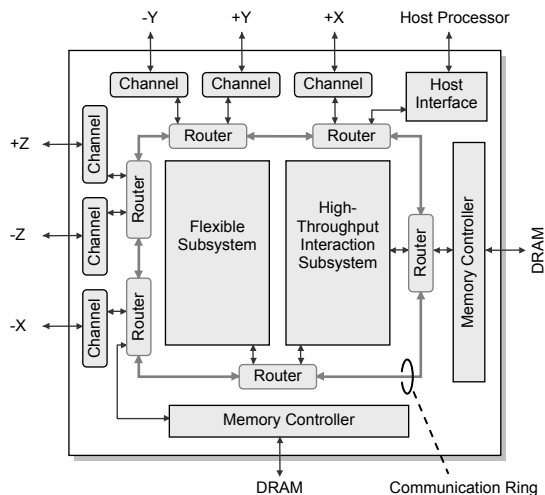 -Y
+Y
+X
Host Processor
Channel
Channel
Channel
Host
Interface
Router
Router
+Z
Channel
Router
-Z
Channel
Flexible
Subsystem
High-
Throughput
Interaction
Subsystem
Router
Memory Controller
DRAM
-X
Channel
Router
Router
Memory Controller
DRAM
Communication Ring